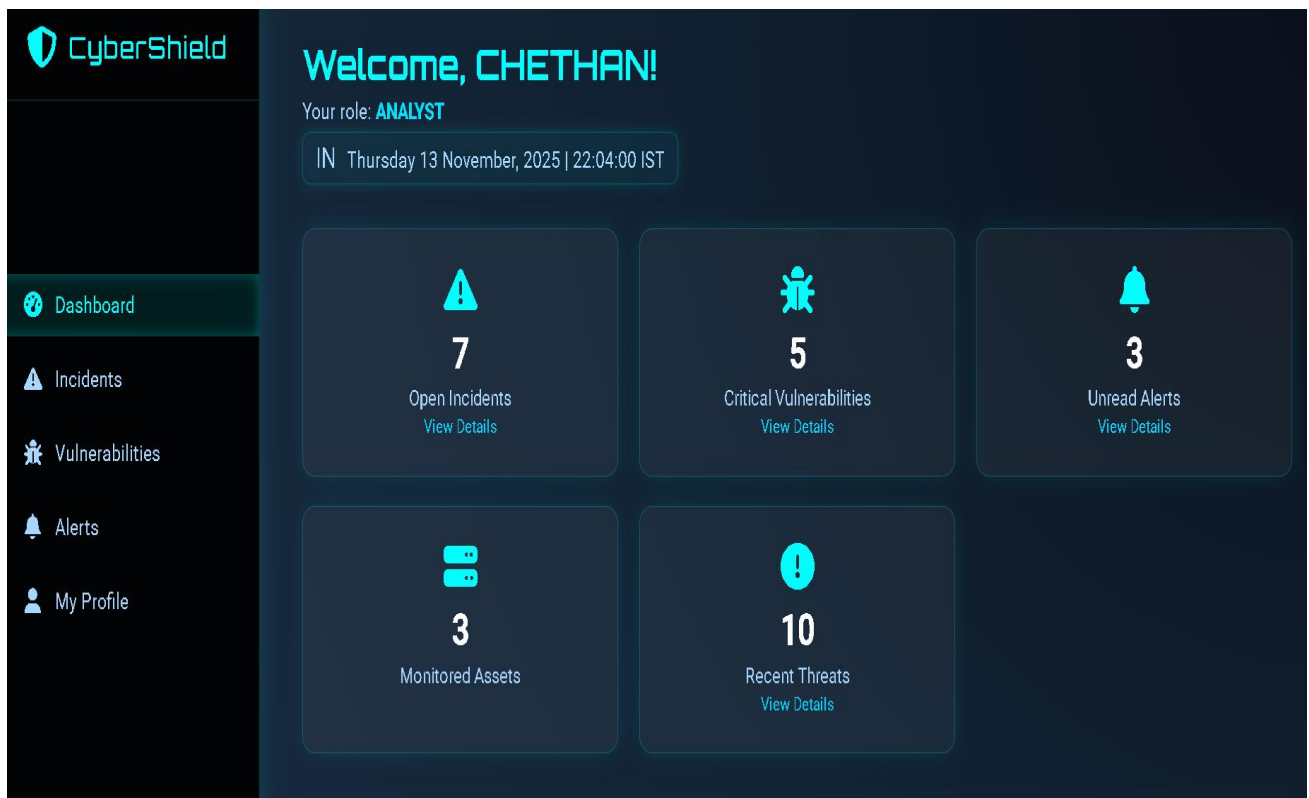 CyberShield
Welcome, CHETHAN!
Your role: ANALYST
IN Thursday 13 November, 2025 | 22:04:00 IST
Dashboard
Incidents
Vulnerabilities
Alerts
My Profile
7
Open Incidents
View Details
5
Critical Vulnerabilities
View Details
3
Unread Alerts
View Details
3
Monitored Assets
10
Recent Threats
View Details